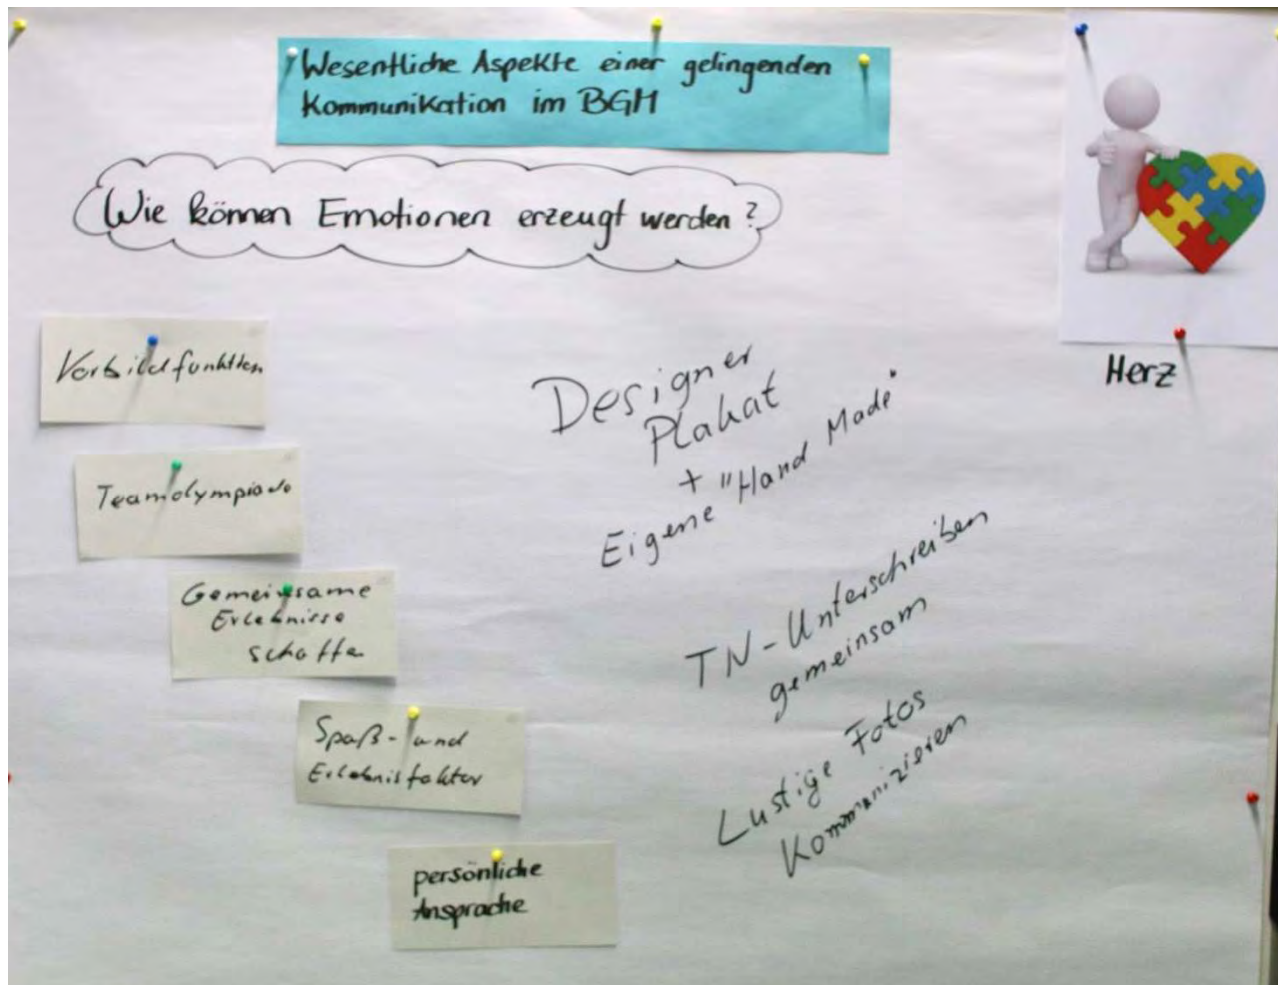 Wesentliche Aspekte einer gelingenden
Kommunikation im BGM
Wie können Emotionen erzeugt werden?
Herz
Vorbildfunktion
Teamolympiade
Gemeinsame
Erlebnisse
schaffe
Spaß- und
Erlebnisfaktor
persönliche
Ansprache
Designer
Plakat
+ "Hand Made"
Eigene
TN-Unterschreiben
gemeinsam
Lustige Fotos
Kommunizieren